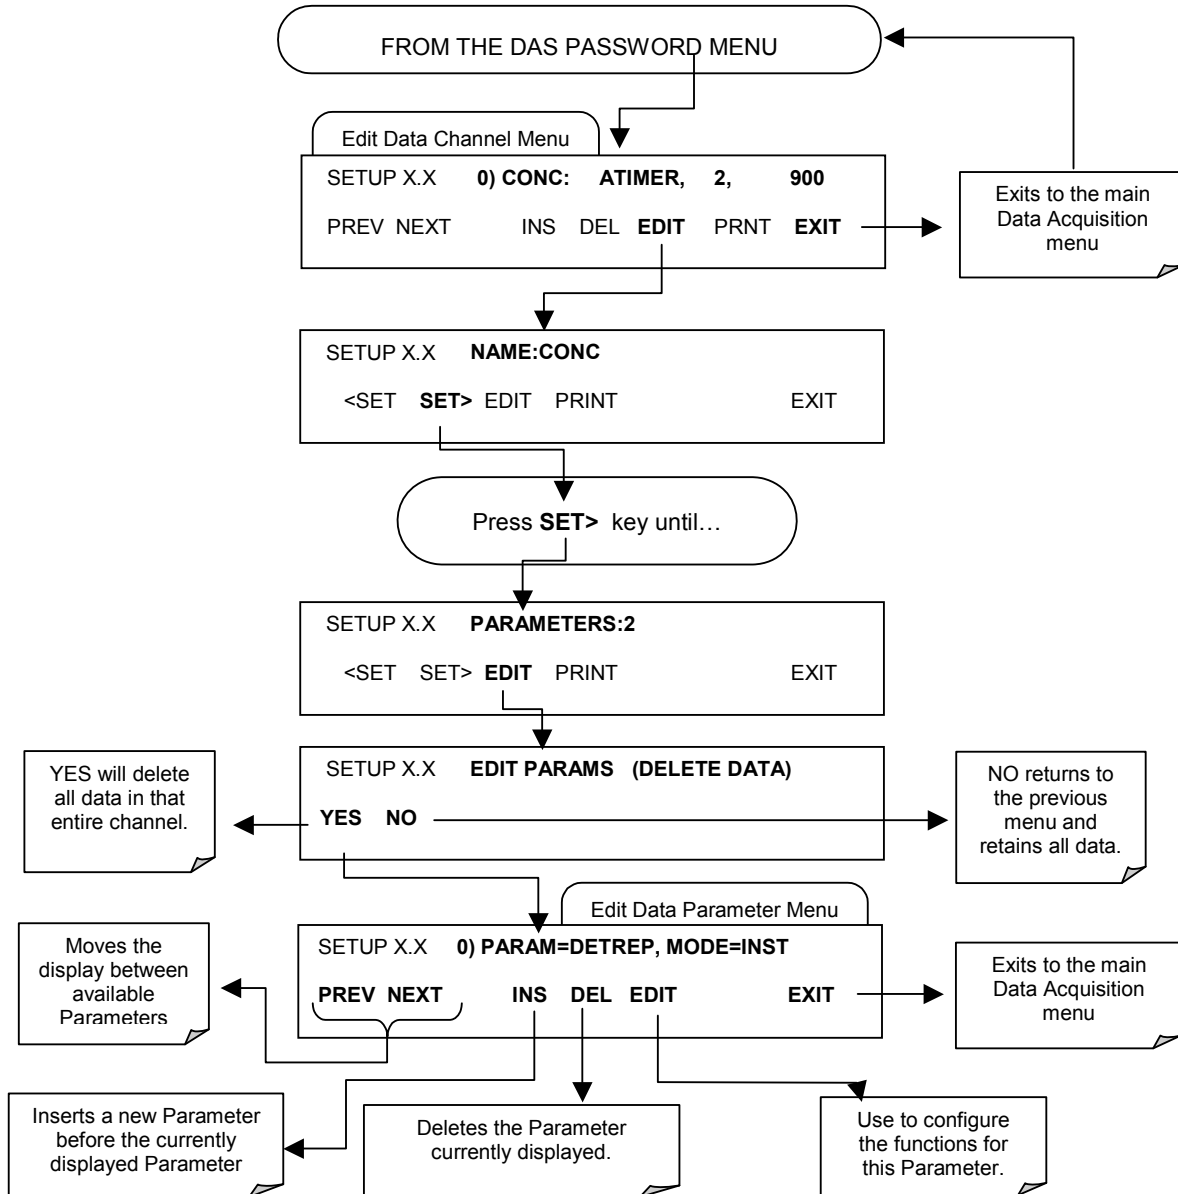 FROM THE DAS PASSWORD MENU
Edit Data Channel Menu
SETUP X.X 0) CONC: ATIMER, 2, 900
PREV NEXT INS DEL EDIT PRNT EXIT
Exits to the main
Data Acquisition
menu
SETUP X.X NAME:CONC
<SET SET> EDIT PRINT EXIT
Press SET> key until…
SETUP X.X PARAMETERS:2
<SET SET> EDIT PRINT EXIT
YES will delete
all data in that
entire channel.
SETUP X.X EDIT PARAMS (DELETE DATA)
YES NO
NO returns to
the previous
menu and
retains all data.
Edit Data Parameter Menu
Moves the
display between
available
Parameters
SETUP X.X 0) PARAM=DETREP, MODE=INST
PREV NEXT INS DEL EDIT EXIT
Exits to the main
Data Acquisition
menu
Inserts a new Parameter
before the currently
displayed Parameter
Deletes the Parameter
currently displayed.
Use to configure
the functions for
this Parameter.